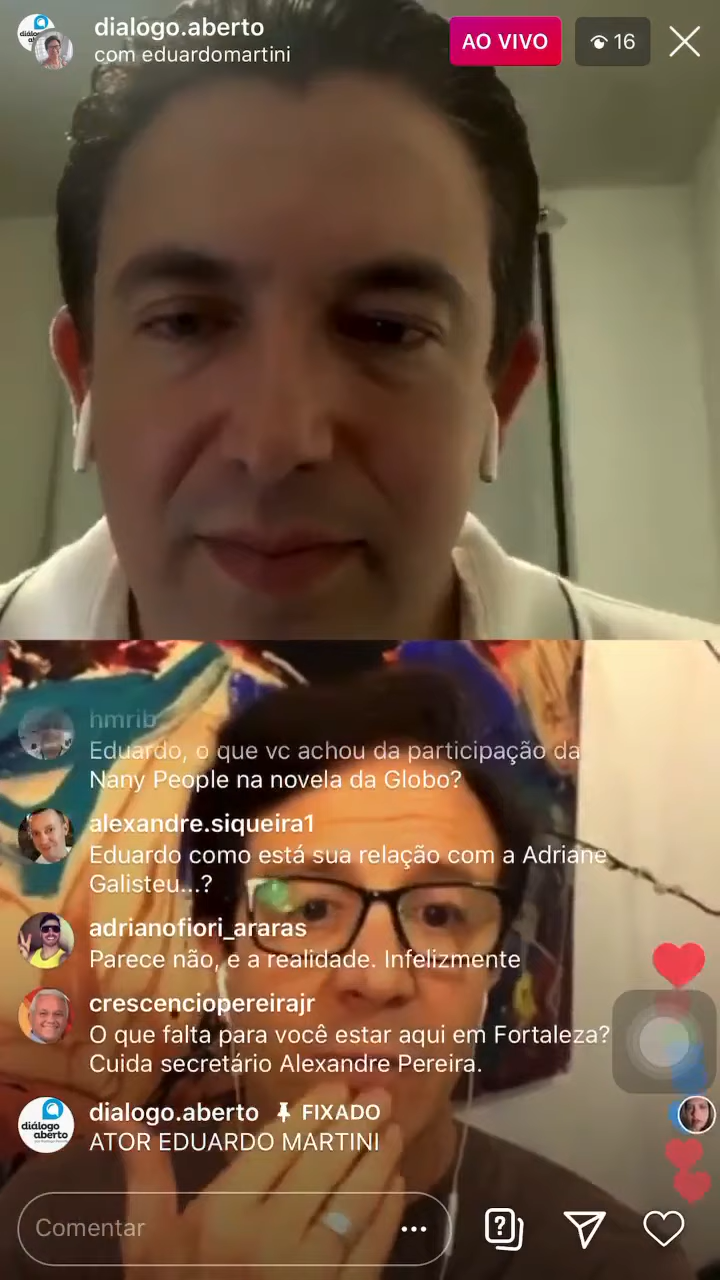 dialogo.aberto
com eduardomartini
AO VIVO
16
hmrib
Eduardo, o que vc achou da participação da
Nany People na novela da Globo?
alexandre.siqueira1
Eduardo como está sua relação com a Adriane
Galisteu...?
adrianofiori_araras
Parece não, e a realidade. Infelizmente
crescenciopereirajr
O que falta para você estar aqui em Fortaleza?
Cuida secretário Alexandre Pereira.
dialogo.aberto FIXADO
ATOR EDUARDO MARTINI
diálogo
aberto
Comentar